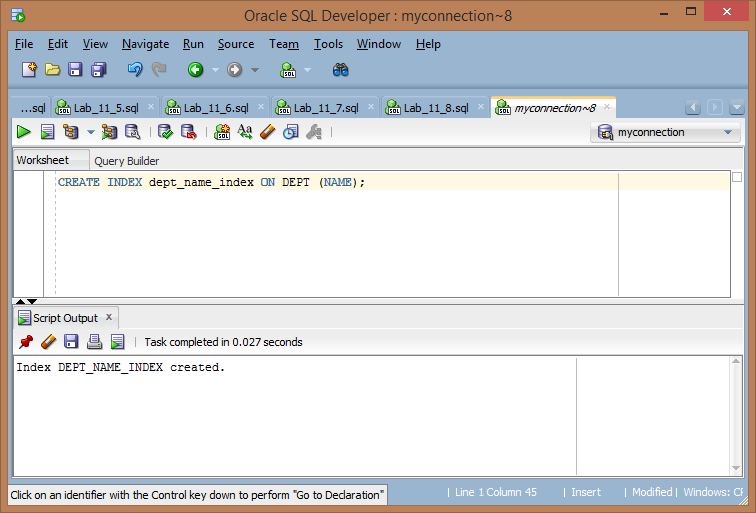 Oracle SQL Developer : myconnection~8
File Edit View Navigate Run Source Team Tools Window Help
SQL
...sql Lab_11_5.sql Lab_11_6.sql Lab_11_7.sql Lab_11_8.sql myconnection~8
SQL Aa myconnection
Worksheet Query Builder
CREATE INDEX dept_name_index ON DEPT (NAME);
Script Output x
Task completed in 0.027 seconds
Index DEPT_NAME_INDEX created.
Click on an identifier with the Control key down to perform "Go to Declaration" Line 1 Column 45 Insert Modified Windows: